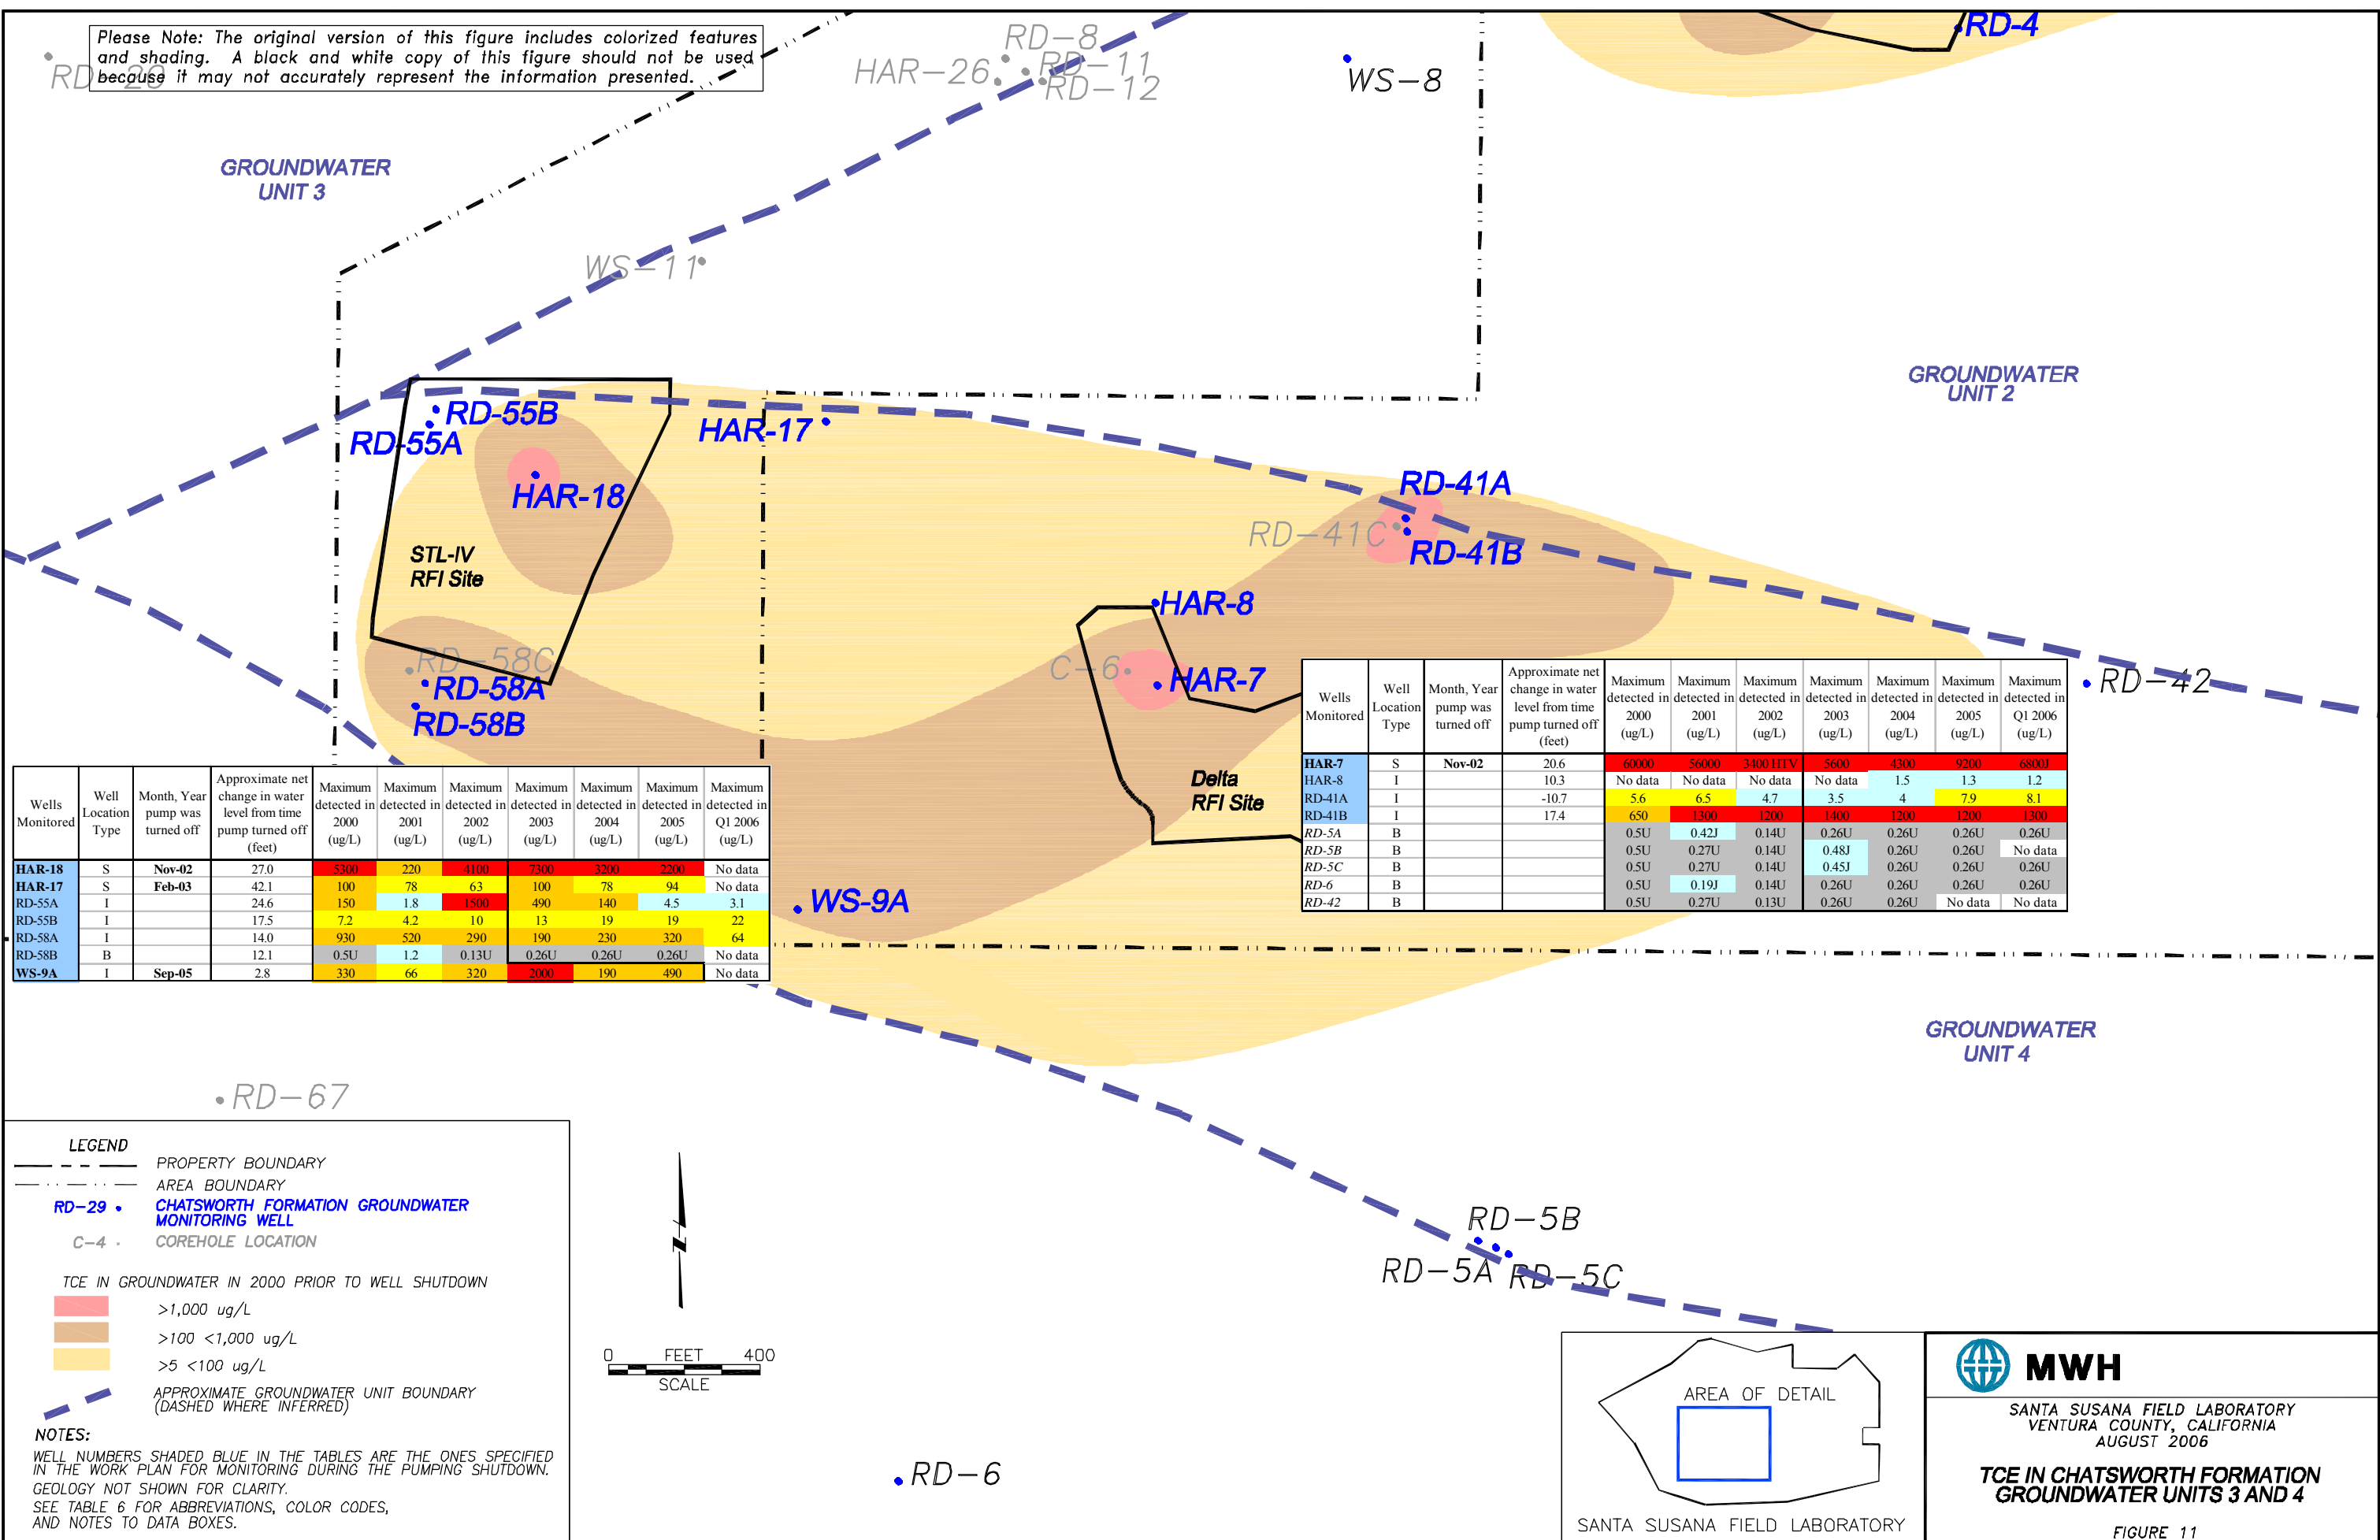 Please Note: The original version of this figure includes colorized features
and shading. A black and white copy of this figure should not be used
because it may not accurately represent the information presented.
RD-20
RD-8
HAR-26
RD-11
RD-12
WS-8
RD-4
GROUNDWATER
UNIT 3
WS-11
GROUNDWATER
UNIT 2
RD-55B
RD-55A
HAR-17
HAR-18
RD-41A
RD-41C
RD-41B
STL-IV
RFI Site
HAR-8
RD-58C
C-6
HAR-7
RD-58A
RD-58B
RD-42
Delta
RFI Site
WS-9A
Wells Monitored | Well Location Type | Month, Year pump was turned off | Approximate net change in water level from time pump turned off (feet) | Maximum detected in 2000 (ug/L) | Maximum detected in 2001 (ug/L) | Maximum detected in 2002 (ug/L) | Maximum detected in 2003 (ug/L) | Maximum detected in 2004 (ug/L) | Maximum detected in 2005 (ug/L) | Maximum detected in Q1 2006 (ug/L)
HAR-7 S Nov-02 20.6 60000 56000 3400 HTV 5600 4300 9200 6800J
HAR-8 I 10.3 No data No data No data No data 1.5 1.3 1.2
RD-41A I -10.7 5.6 6.5 4.7 3.5 4 7.9 8.1
RD-41B I 17.4 650 1300 1200 1400 1200 1200 1300
RD-5A B 0.5U 0.42J 0.14U 0.26U 0.26U 0.26U 0.26U
RD-5B B 0.5U 0.27U 0.14U 0.48J 0.26U 0.26U No data
RD-5C B 0.5U 0.27U 0.14U 0.45J 0.26U 0.26U 0.26U
RD-6 B 0.5U 0.19J 0.14U 0.26U 0.26U 0.26U 0.26U
RD-42 B 0.5U 0.27U 0.13U 0.26U 0.26U No data No data
Wells Monitored | Well Location Type | Month, Year pump was turned off | Approximate net change in water level from time pump turned off (feet) | Maximum detected in 2000 (ug/L) | Maximum detected in 2001 (ug/L) | Maximum detected in 2002 (ug/L) | Maximum detected in 2003 (ug/L) | Maximum detected in 2004 (ug/L) | Maximum detected in 2005 (ug/L) | Maximum detected in Q1 2006 (ug/L)
HAR-18 S Nov-02 27.0 5300 220 4100 7300 3200 2200 No data
HAR-17 S Feb-03 42.1 100 78 63 100 78 94 No data
RD-55A I 24.6 150 1.8 1500 490 140 4.5 3.1
RD-55B I 17.5 7.2 4.2 10 13 19 19 22
RD-58A I 14.0 930 520 290 190 230 320 64
RD-58B B 12.1 0.5U 1.2 0.13U 0.26U 0.26U 0.26U No data
WS-9A I Sep-05 2.8 330 66 320 2000 190 490 No data
GROUNDWATER
UNIT 4
RD-67
RD-5B
RD-5A
RD-5C
RD-6
LEGEND
PROPERTY BOUNDARY
AREA BOUNDARY
RD-29 CHATSWORTH FORMATION GROUNDWATER
MONITORING WELL
C-4 COREHOLE LOCATION
TCE IN GROUNDWATER IN 2000 PRIOR TO WELL SHUTDOWN
>1,000 ug/L
>100 <1,000 ug/L
>5 <100 ug/L
APPROXIMATE GROUNDWATER UNIT BOUNDARY
(DASHED WHERE INFERRED)
NOTES:
WELL NUMBERS SHADED BLUE IN THE TABLES ARE THE ONES SPECIFIED
IN THE WORK PLAN FOR MONITORING DURING THE PUMPING SHUTDOWN.
GEOLOGY NOT SHOWN FOR CLARITY.
SEE TABLE 6 FOR ABBREVIATIONS, COLOR CODES,
AND NOTES TO DATA BOXES.
N
0 FEET 400
SCALE
AREA OF DETAIL
SANTA SUSANA FIELD LABORATORY
MWH
SANTA SUSANA FIELD LABORATORY
VENTURA COUNTY, CALIFORNIA
AUGUST 2006
TCE IN CHATSWORTH FORMATION
GROUNDWATER UNITS 3 AND 4
FIGURE 11